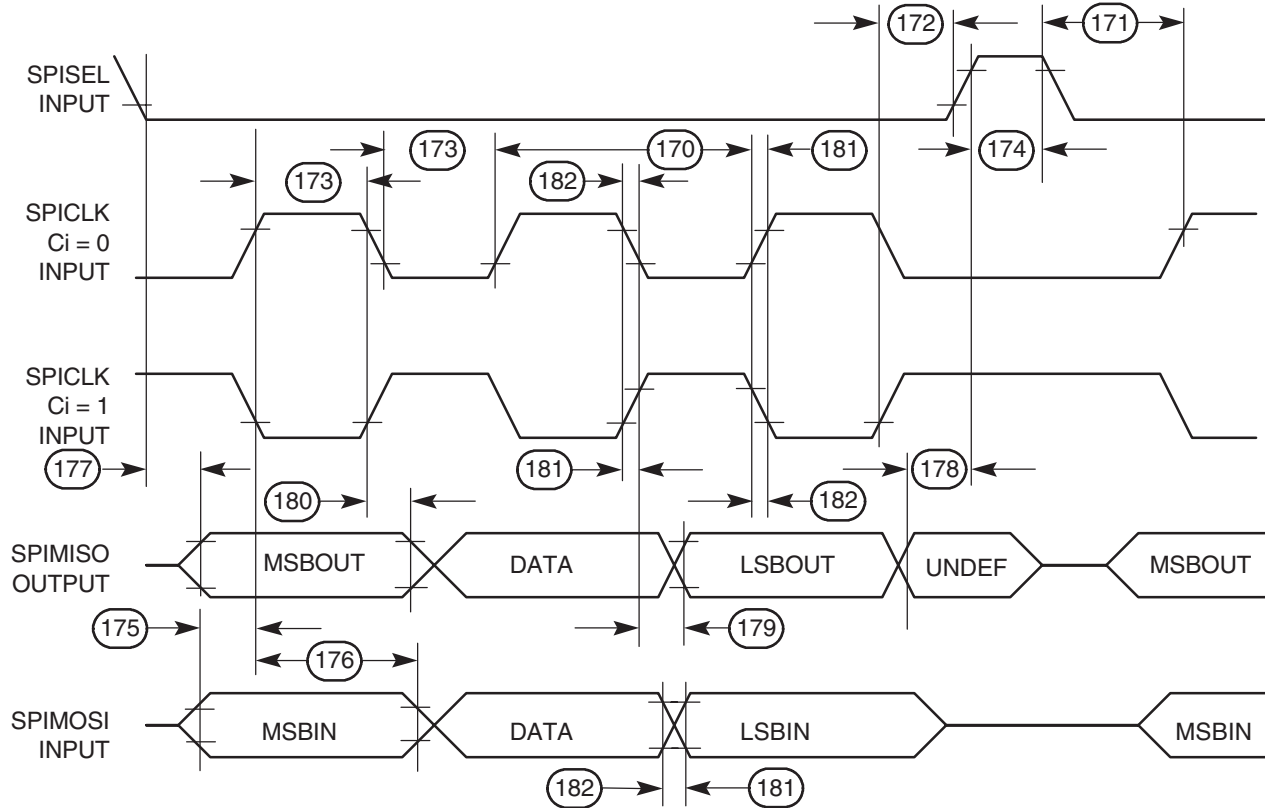 172
171
SPISEL
INPUT
173
170
181
174
173
182
SPICLK
Ci = 0
INPUT
SPICLK
Ci = 1
INPUT
177
181
178
180
182
SPIMISO
OUTPUT
MSBOUT
DATA
LSBOUT
UNDEF
MSBOUT
175
179
176
SPIMOSI
INPUT
MSBIN
DATA
LSBIN
MSBIN
182
181